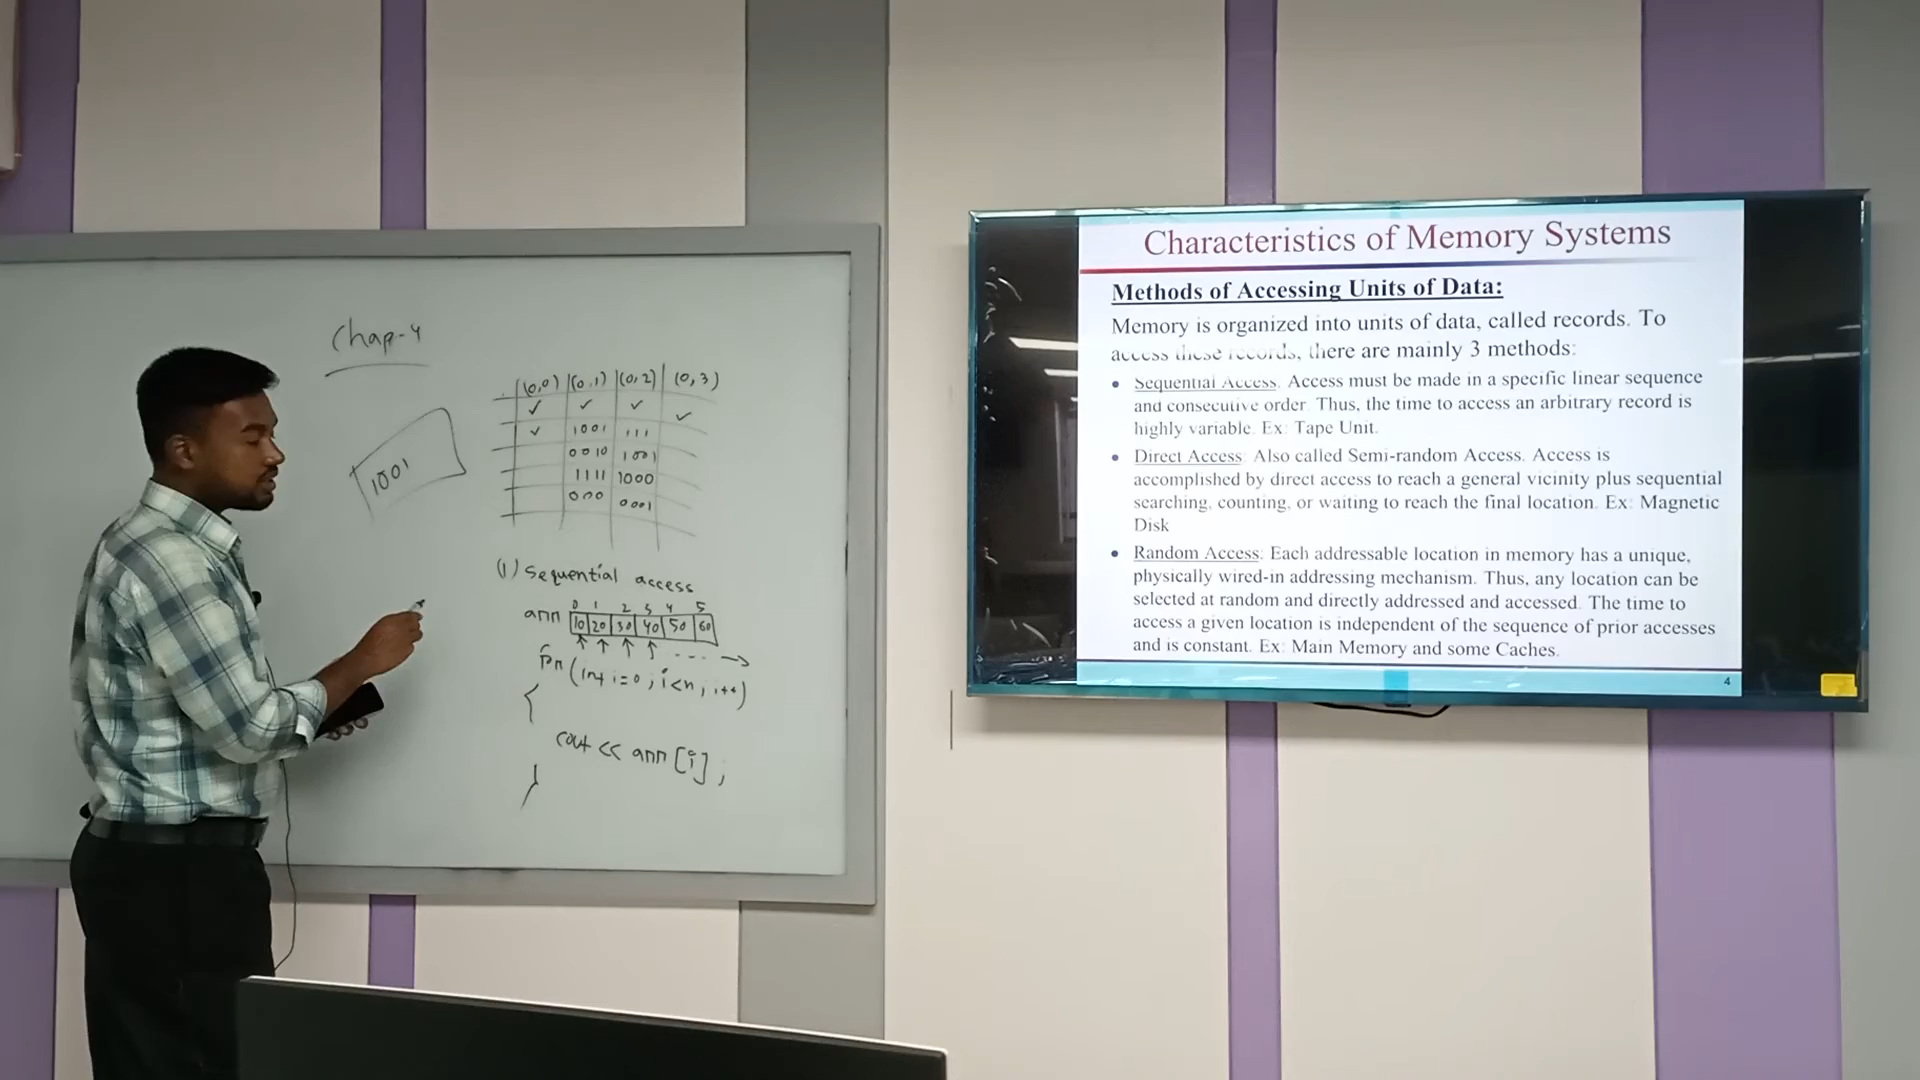 Chap-4
1001
(0,0) (0,1) (0,2) (0,3)
✓ ✓ ✓ ✓
✓ 1001 111
0010 1001
1111 1000
000 0001
(1) Sequential access
0 1 2 3 4 5
arr 10 20 30 40 50 60
for (int i=0; i<n; i++)
{
cout << arr[i];
}
Characteristics of Memory Systems
Methods of Accessing Units of Data:
Memory is organized into units of data, called records. To
access these records, there are mainly 3 methods:
• Sequential Access. Access must be made in a specific linear sequence
and consecutive order. Thus, the time to access an arbitrary record is
highly variable. Ex: Tape Unit.
• Direct Access: Also called Semi-random Access. Access is
accomplished by direct access to reach a general vicinity plus sequential
searching, counting, or waiting to reach the final location. Ex: Magnetic
Disk
• Random Access: Each addressable location in memory has a unique,
physically wired-in addressing mechanism. Thus, any location can be
selected at random and directly addressed and accessed. The time to
access a given location is independent of the sequence of prior accesses
and is constant. Ex: Main Memory and some Caches.
4